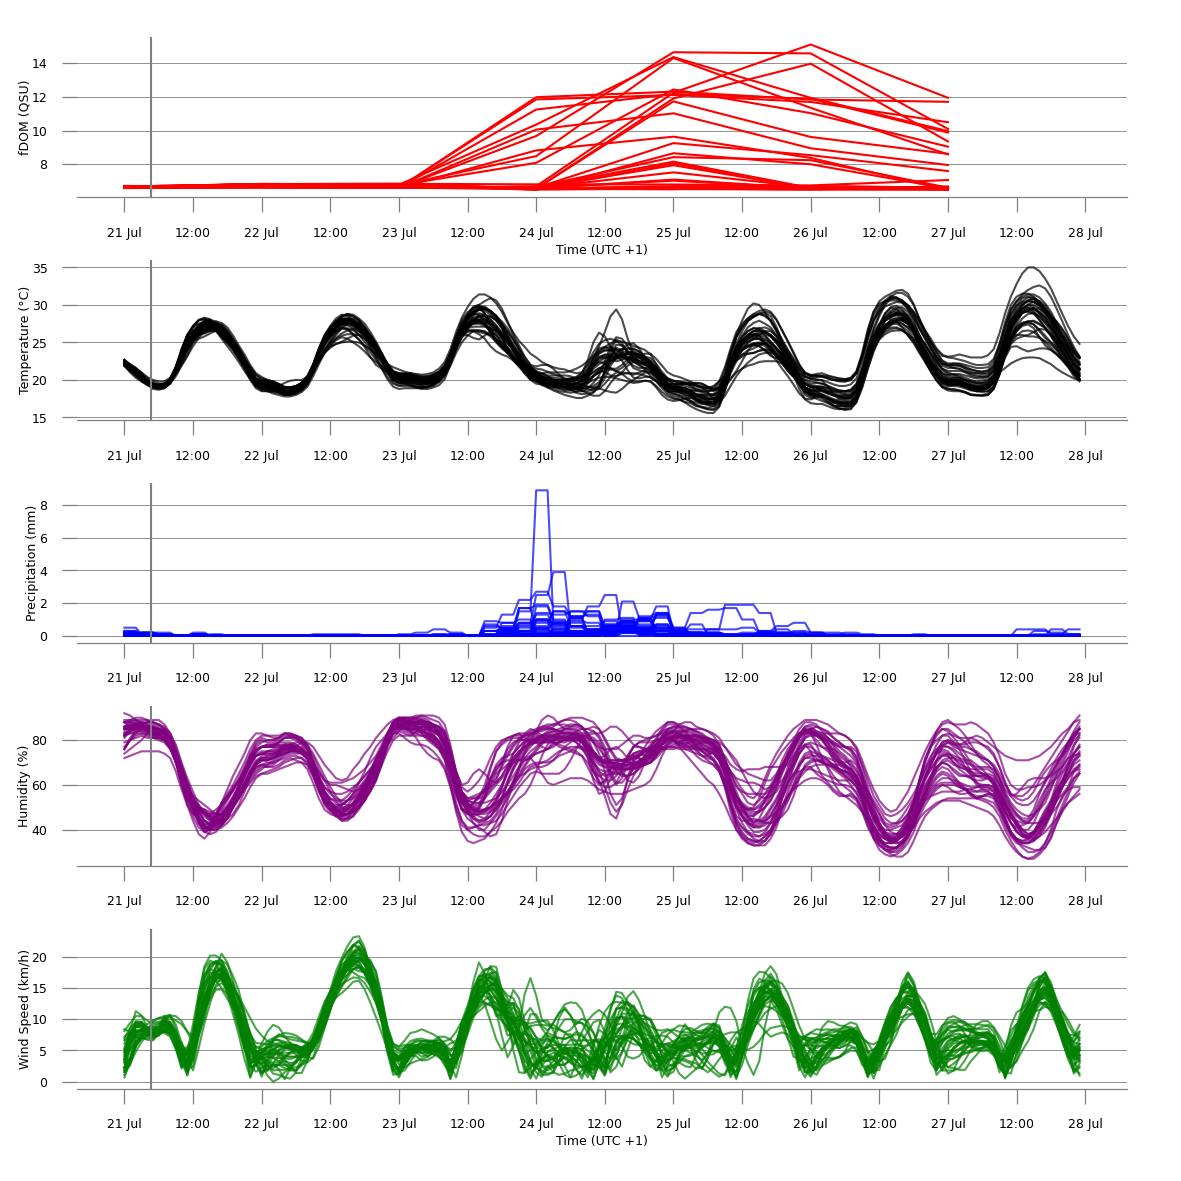 fDOM (QSU)
14
12
10
8
21 Jul 12:00 22 Jul 12:00 23 Jul 12:00 24 Jul 12:00 25 Jul 12:00 26 Jul 12:00 27 Jul 12:00 28 Jul
Time (UTC +1)
Temperature (°C)
35
30
25
20
15
21 Jul 12:00 22 Jul 12:00 23 Jul 12:00 24 Jul 12:00 25 Jul 12:00 26 Jul 12:00 27 Jul 12:00 28 Jul
Precipitation (mm)
8
6
4
2
0
21 Jul 12:00 22 Jul 12:00 23 Jul 12:00 24 Jul 12:00 25 Jul 12:00 26 Jul 12:00 27 Jul 12:00 28 Jul
Humidity (%)
80
60
40
21 Jul 12:00 22 Jul 12:00 23 Jul 12:00 24 Jul 12:00 25 Jul 12:00 26 Jul 12:00 27 Jul 12:00 28 Jul
Wind Speed (km/h)
20
15
10
5
0
21 Jul 12:00 22 Jul 12:00 23 Jul 12:00 24 Jul 12:00 25 Jul 12:00 26 Jul 12:00 27 Jul 12:00 28 Jul
Time (UTC +1)